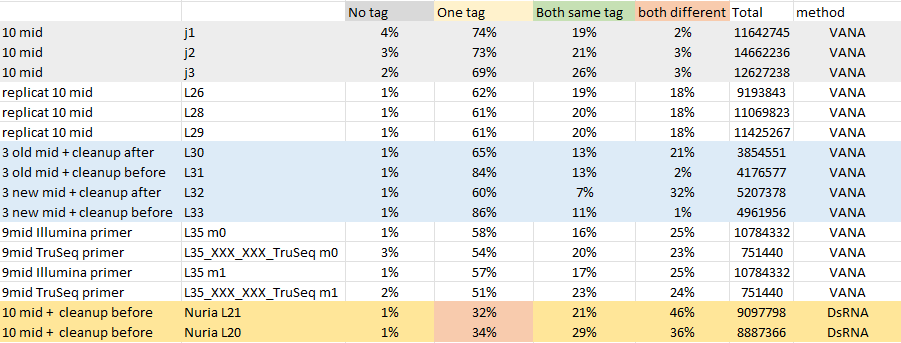 No tag One tag Both same tag both different Total method
10 mid j1 4% 74% 19% 2% 11642745 VANA
10 mid j2 3% 73% 21% 3% 14662236 VANA
10 mid j3 2% 69% 26% 3% 12627238 VANA
replicat 10 mid L26 1% 62% 19% 18% 9193843 VANA
replicat 10 mid L28 1% 61% 20% 18% 11069823 VANA
replicat 10 mid L29 1% 61% 20% 18% 11425267 VANA
3 old mid + cleanup after L30 1% 65% 13% 21% 3854551 VANA
3 old mid + cleanup before L31 1% 84% 13% 2% 4176577 VANA
3 new mid + cleanup after L32 1% 60% 7% 32% 5207378 VANA
3 new mid + cleanup before L33 1% 86% 11% 1% 4961956 VANA
9mid Illumina primer L35 m0 1% 58% 16% 25% 10784332 VANA
9mid TruSeq primer L35_XXX_XXX_TruSeq m0 3% 54% 20% 23% 751440 VANA
9mid Illumina primer L35 m1 1% 57% 17% 25% 10784332 VANA
9mid TruSeq primer L35_XXX_XXX_TruSeq m1 2% 51% 23% 24% 751440 VANA
10 mid + cleanup before Nuria L21 1% 32% 21% 46% 9097798 DsRNA
10 mid + cleanup before Nuria L20 1% 34% 29% 36% 8887366 DsRNA